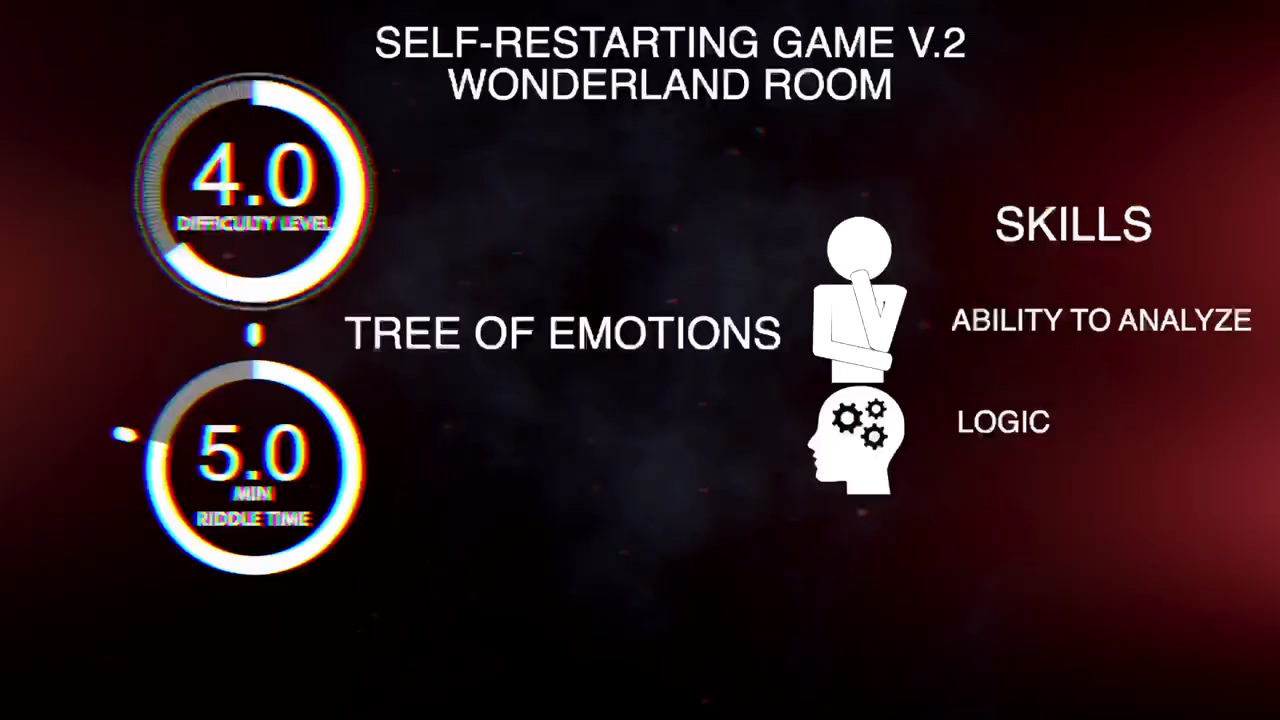 SELF-RESTARTING GAME V.2
WONDERLAND ROOM
4.0
DIFFICULTY LEVEL
SKILLS
TREE OF EMOTIONS
ABILITY TO ANALYZE
LOGIC
5.0
MIN
RIDDLE TIME